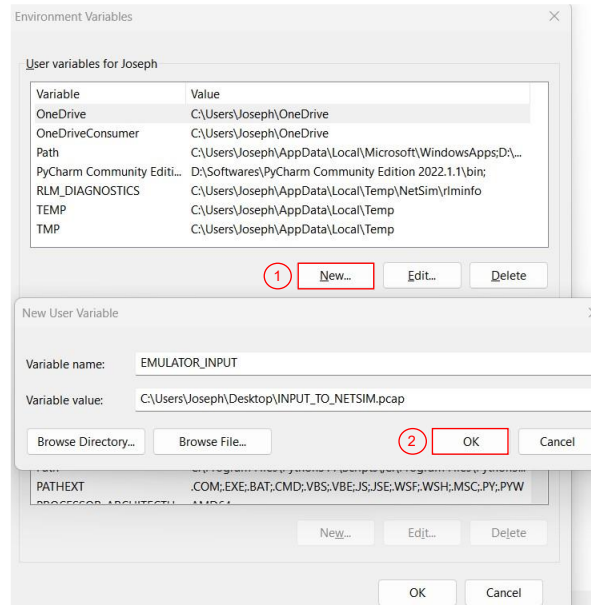 Environment Variables
User variables for Joseph
Variable Value
OneDrive C:\Users\Joseph\OneDrive
OneDriveConsumer C:\Users\Joseph\OneDrive
Path C:\Users\Joseph\AppData\Local\Microsoft\WindowsApps;D:\...
PyCharm Community Editi... D:\Softwares\PyCharm Community Edition 2022.1.1\bin;
RLM_DIAGNOSTICS C:\Users\Joseph\AppData\Local\Temp\NetSim\rlminfo
TEMP C:\Users\Joseph\AppData\Local\Temp
TMP C:\Users\Joseph\AppData\Local\Temp
1 New... Edit... Delete
New User Variable
Variable name: EMULATOR_INPUT
Variable value: C:\Users\Joseph\Desktop\INPUT_TO_NETSIM.pcap
Browse Directory... Browse File... 2 OK Cancel
PATHEXT .COM;.EXE;.BAT;.CMD;.VBS;.VBE;.JS;.JSE;.WSF;.WSH;.MSC;.PY;.PYW
New... Edit... Delete
OK Cancel